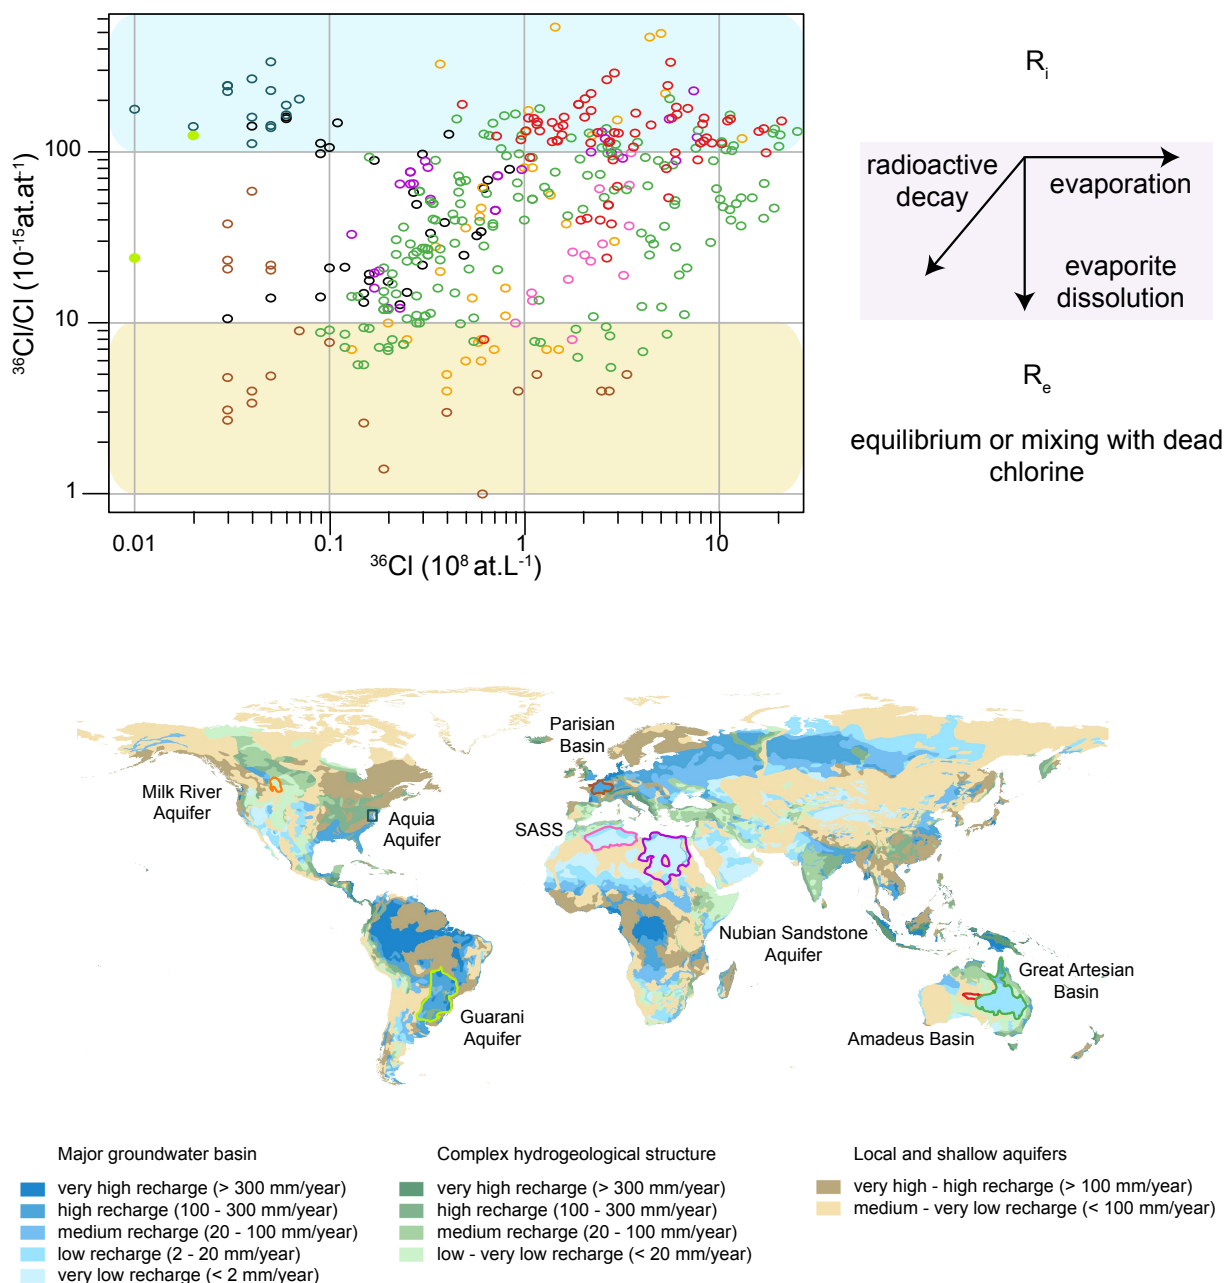 ³⁶Cl/Cl (10⁻¹⁵at.at⁻¹)
100
10
1
0.01
0.1
1
10
³⁶Cl (10⁸ at.L⁻¹)
Rᵢ
radioactive
decay
evaporation
evaporite
dissolution
Rₑ
equilibrium or mixing with dead
chlorine
Parisian
Basin
Milk River
Aquifer
Aquia
Aquifer
SASS
Nubian Sandstone
Aquifer
Great Artesian
Basin
Guarani
Aquifer
Amadeus Basin
Major groundwater basin
very high recharge (> 300 mm/year)
high recharge (100 - 300 mm/year)
medium recharge (20 - 100 mm/year)
low recharge (2 - 20 mm/year)
very low recharge (< 2 mm/year)
Complex hydrogeological structure
very high recharge (> 300 mm/year)
high recharge (100 - 300 mm/year)
medium recharge (20 - 100 mm/year)
low - very low recharge (< 20 mm/year)
Local and shallow aquifers
very high - high recharge (> 100 mm/year)
medium - very low recharge (< 100 mm/year)